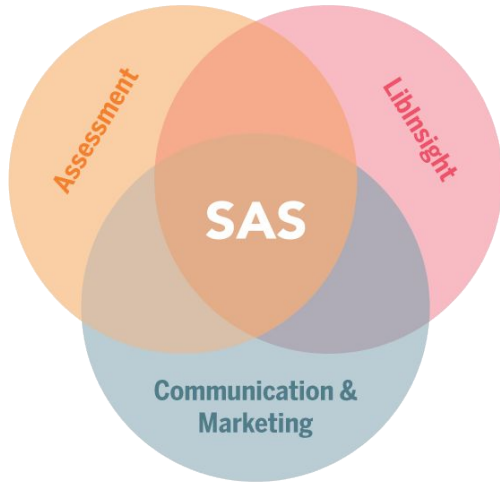 Assessment
LibInsight
SAS
Communication &
Marketing